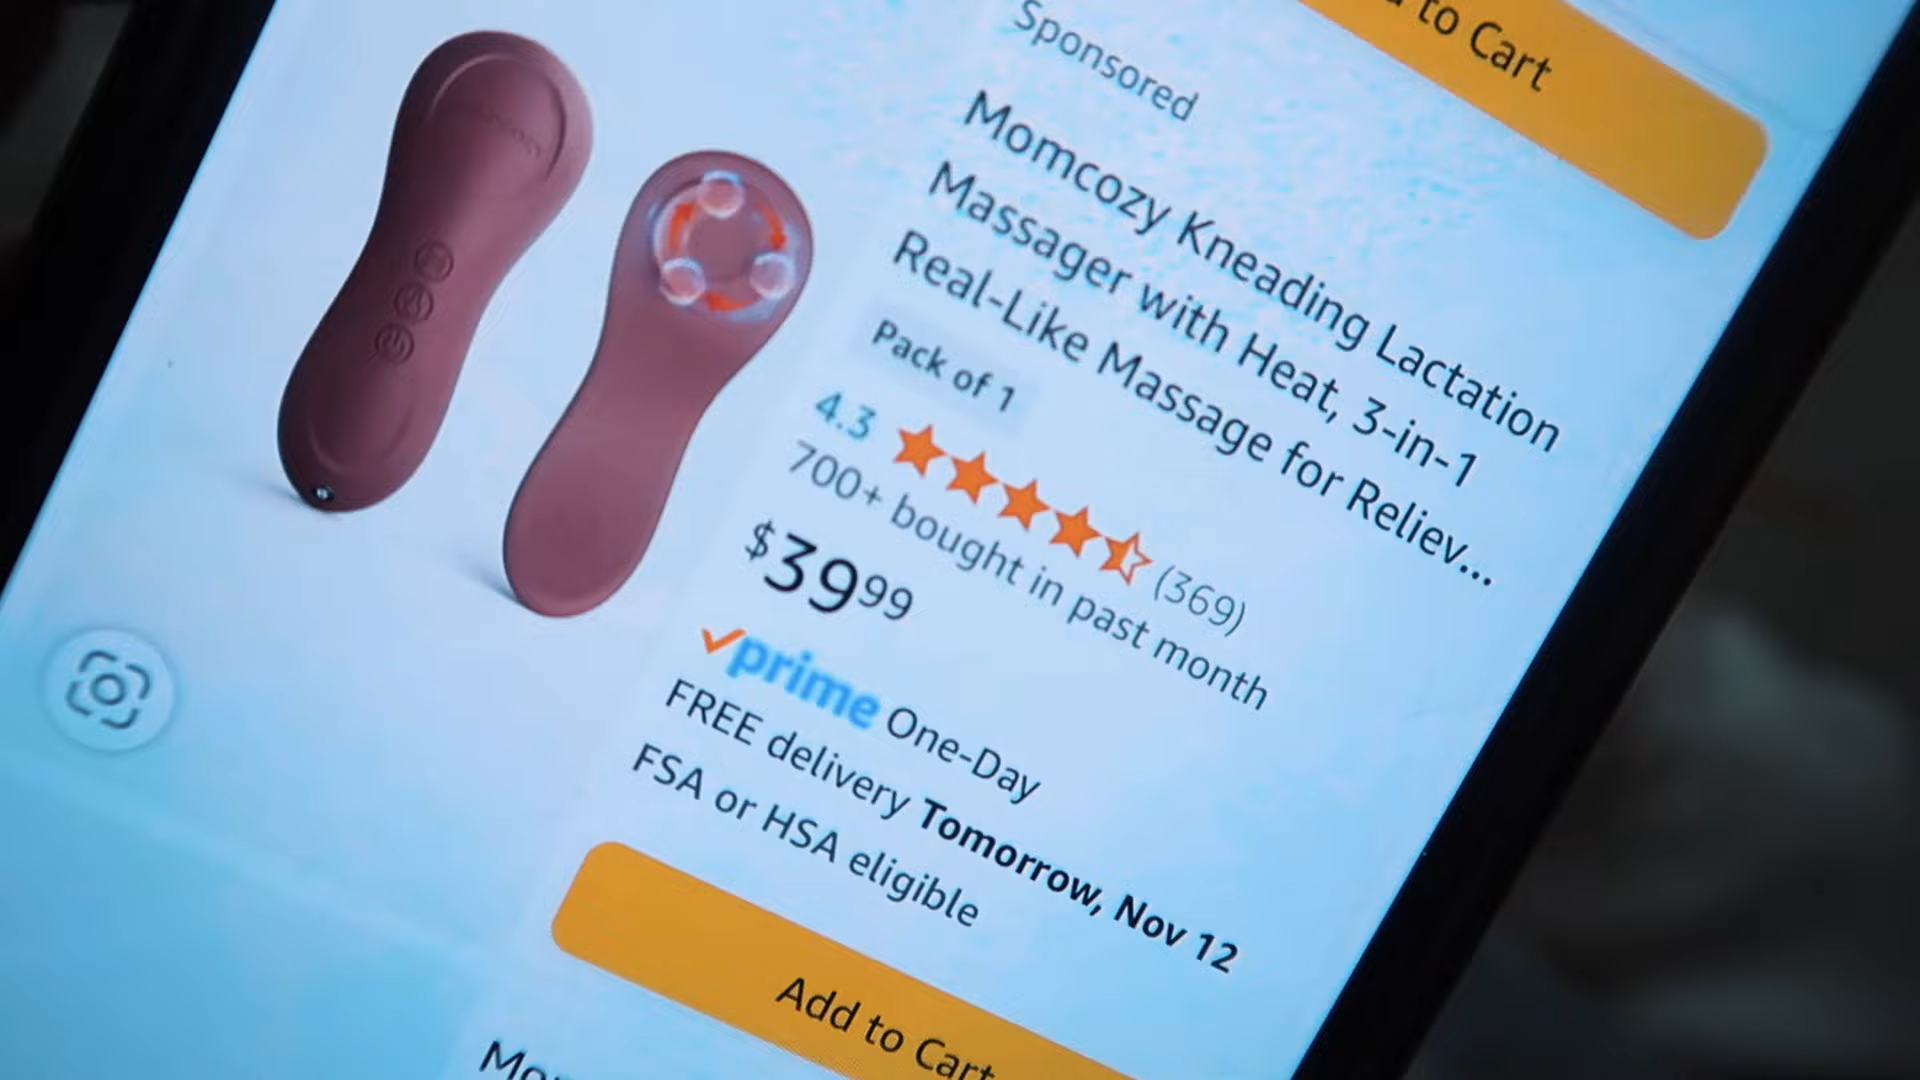 to Cart
Sponsored
Momcozy Kneading Lactation
Massager with Heat, 3-in-1
Real-Like Massage for Reliev...
Pack of 1
4.3 (369)
700+ bought in past month
$39.99
prime One-Day
FREE delivery Tomorrow, Nov 12
FSA or HSA eligible
Add to Cart